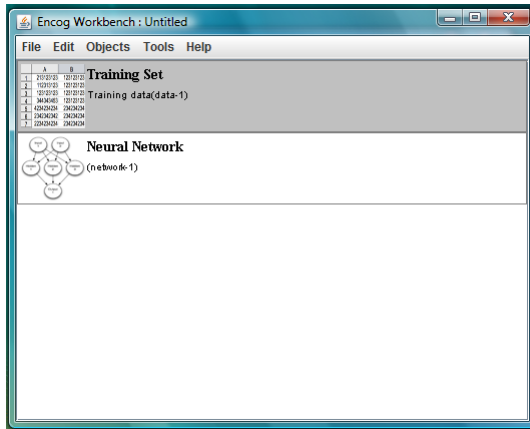 Encog Workbench : Untitled
File Edit Objects Tools Help
Training Set
Training data(data-1)
Neural Network
(network-1)